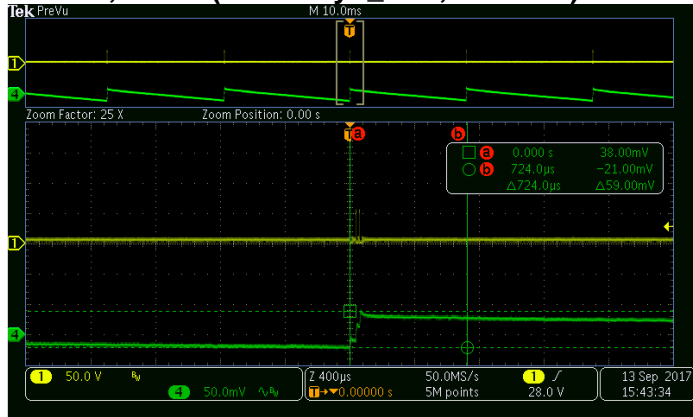 Tek PreVu M 10.0ms
T
1
4
Zoom Factor: 25 X Zoom Position: 0.00 s
T a b
a 0.000 s 38.00mV
b 724.0µs −21.00mV
Δ724.0µs Δ59.00mV
1
4
1 50.0 V BW Z 400µs 50.0MS/s 1 13 Sep 2017
4 50.0mV BW T→▼0.00000 s 5M points 28.0 V 15:43:34